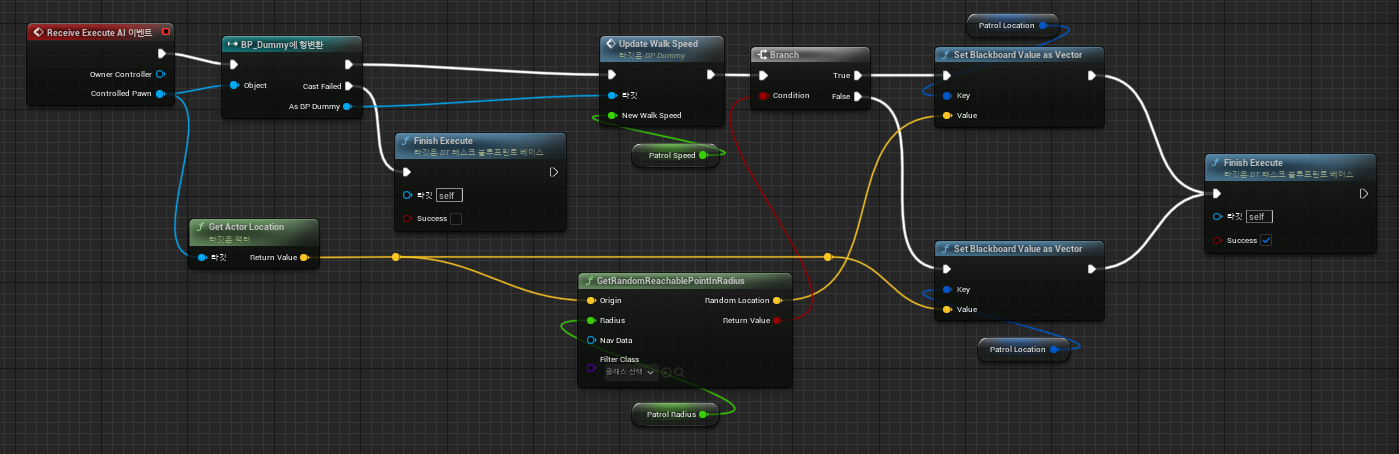 Receive Execute AI 이벤트
Owner Controller
Controlled Pawn
BP_Dummy에 형변환
Object
Cast Failed
As BP Dummy
Finish Execute
타깃은 BT 태스크 블루프린트 베이스
타깃
self
Success
Get Actor Location
타깃은 액터
타깃
Return Value
Update Walk Speed
타깃은 BP Dummy
타깃
New Walk Speed
Patrol Speed
Branch
True
Condition
False
GetRandomReachablePointInRadius
Origin
Random Location
Radius
Return Value
Nav Data
Filter Class
클래스 선택
Patrol Radius
Patrol Location
Set Blackboard Value as Vector
Key
Value
Set Blackboard Value as Vector
Key
Value
Patrol Location
Finish Execute
타깃은 BT 태스크 블루프린트 베이스
타깃
self
Success